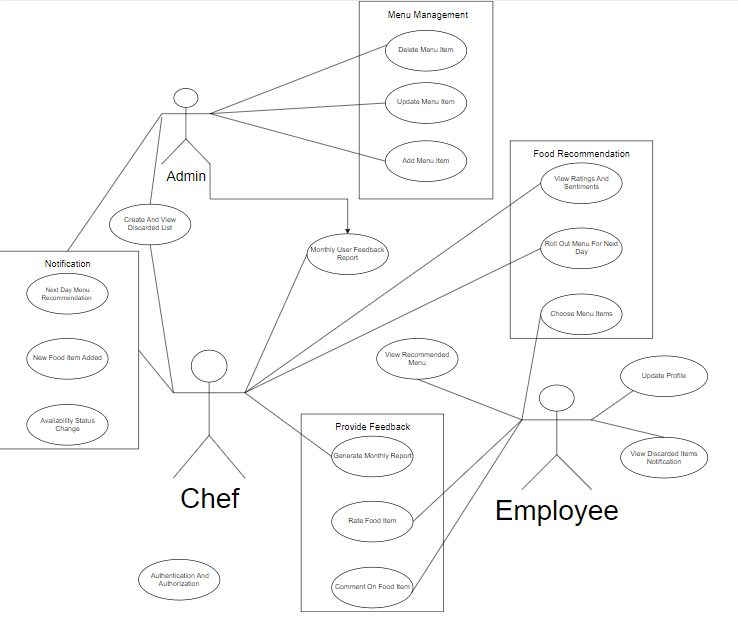 Menu Management
Delete Menu Item
Update Menu Item
Add Menu Item
Admin
Food Recommendation
View Ratings And
Sentiments
Roll Out Menu For Next
Day
Choose Menu Items
Create And View
Discarded List
Monthly User Feedback
Report
Notification
Next Day Menu
Recommendation
New Food Item Added
Availability Status
Change
Chef
View Recommended
Menu
Update Profile
View Discarded Items
Notification
Employee
Provide Feedback
Generate Monthly Report
Rate Food Item
Comment On Food Item
Authentication And
Authorization